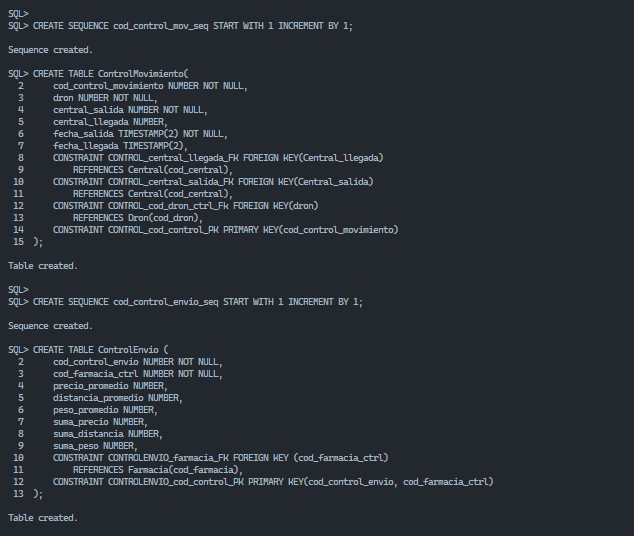 SQL>
SQL> CREATE SEQUENCE cod_control_mov_seq START WITH 1 INCREMENT BY 1;
Sequence created.
SQL> CREATE TABLE ControlMovimiento(
2 cod_control_movimiento NUMBER NOT NULL,
3 dron NUMBER NOT NULL,
4 central_salida NUMBER NOT NULL,
5 central_llegada NUMBER,
6 fecha_salida TIMESTAMP(2) NOT NULL,
7 fecha_llegada TIMESTAMP(2),
8 CONSTRAINT CONTROL_central_llegada_FK FOREIGN KEY(Central_llegada)
9 REFERENCES Central(cod_central),
10 CONSTRAINT CONTROL_central_salida_FK FOREIGN KEY(Central_salida)
11 REFERENCES Central(cod_central),
12 CONSTRAINT CONTROL_cod_dron_ctrl_Fk FOREIGN KEY(dron)
13 REFERENCES Dron(cod_dron),
14 CONSTRAINT CONTROL_cod_control_PK PRIMARY KEY(cod_control_movimiento)
15 );
Table created.
SQL>
SQL> CREATE SEQUENCE cod_control_envio_seq START WITH 1 INCREMENT BY 1;
Sequence created.
SQL> CREATE TABLE ControlEnvio (
2 cod_control_envio NUMBER NOT NULL,
3 cod_farmacia_ctrl NUMBER NOT NULL,
4 precio_promedio NUMBER,
5 distancia_promedio NUMBER,
6 peso_promedio NUMBER,
7 suma_precio NUMBER,
8 suma_distancia NUMBER,
9 suma_peso NUMBER,
10 CONSTRAINT CONTROLENVIO_farmacia_FK FOREIGN KEY (cod_farmacia_ctrl)
11 REFERENCES Farmacia(cod_farmacia),
12 CONSTRAINT CONTROLENVIO_cod_control_PK PRIMARY KEY(cod_control_envio, cod_farmacia_ctrl)
13 );
Table created.